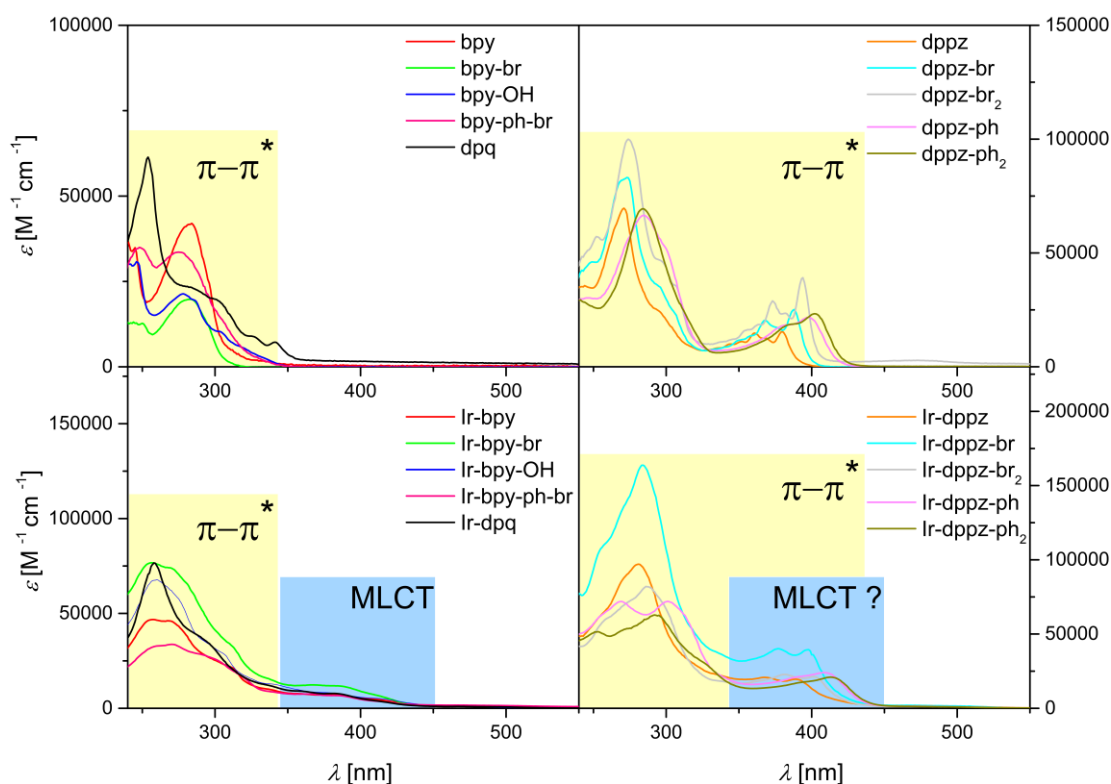 100000
50000
0
300
400
500
ε [M⁻¹cm⁻¹]
π–π*
bpy
bpy-br
bpy-OH
bpy-ph-br
dpq
150000
100000
50000
0
300
400
500
π–π*
dppz
dppz-br
dppz-br₂
dppz-ph
dppz-ph₂
150000
100000
50000
0
300
400
500
ε [M⁻¹cm⁻¹]
λ [nm]
π–π*
MLCT
Ir-bpy
Ir-bpy-br
Ir-bpy-OH
Ir-bpy-ph-br
Ir-dpq
200000
150000
100000
50000
0
300
400
500
λ [nm]
π–π*
MLCT ?
Ir-dppz
Ir-dppz-br
Ir-dppz-br₂
Ir-dppz-ph
Ir-dppz-ph₂